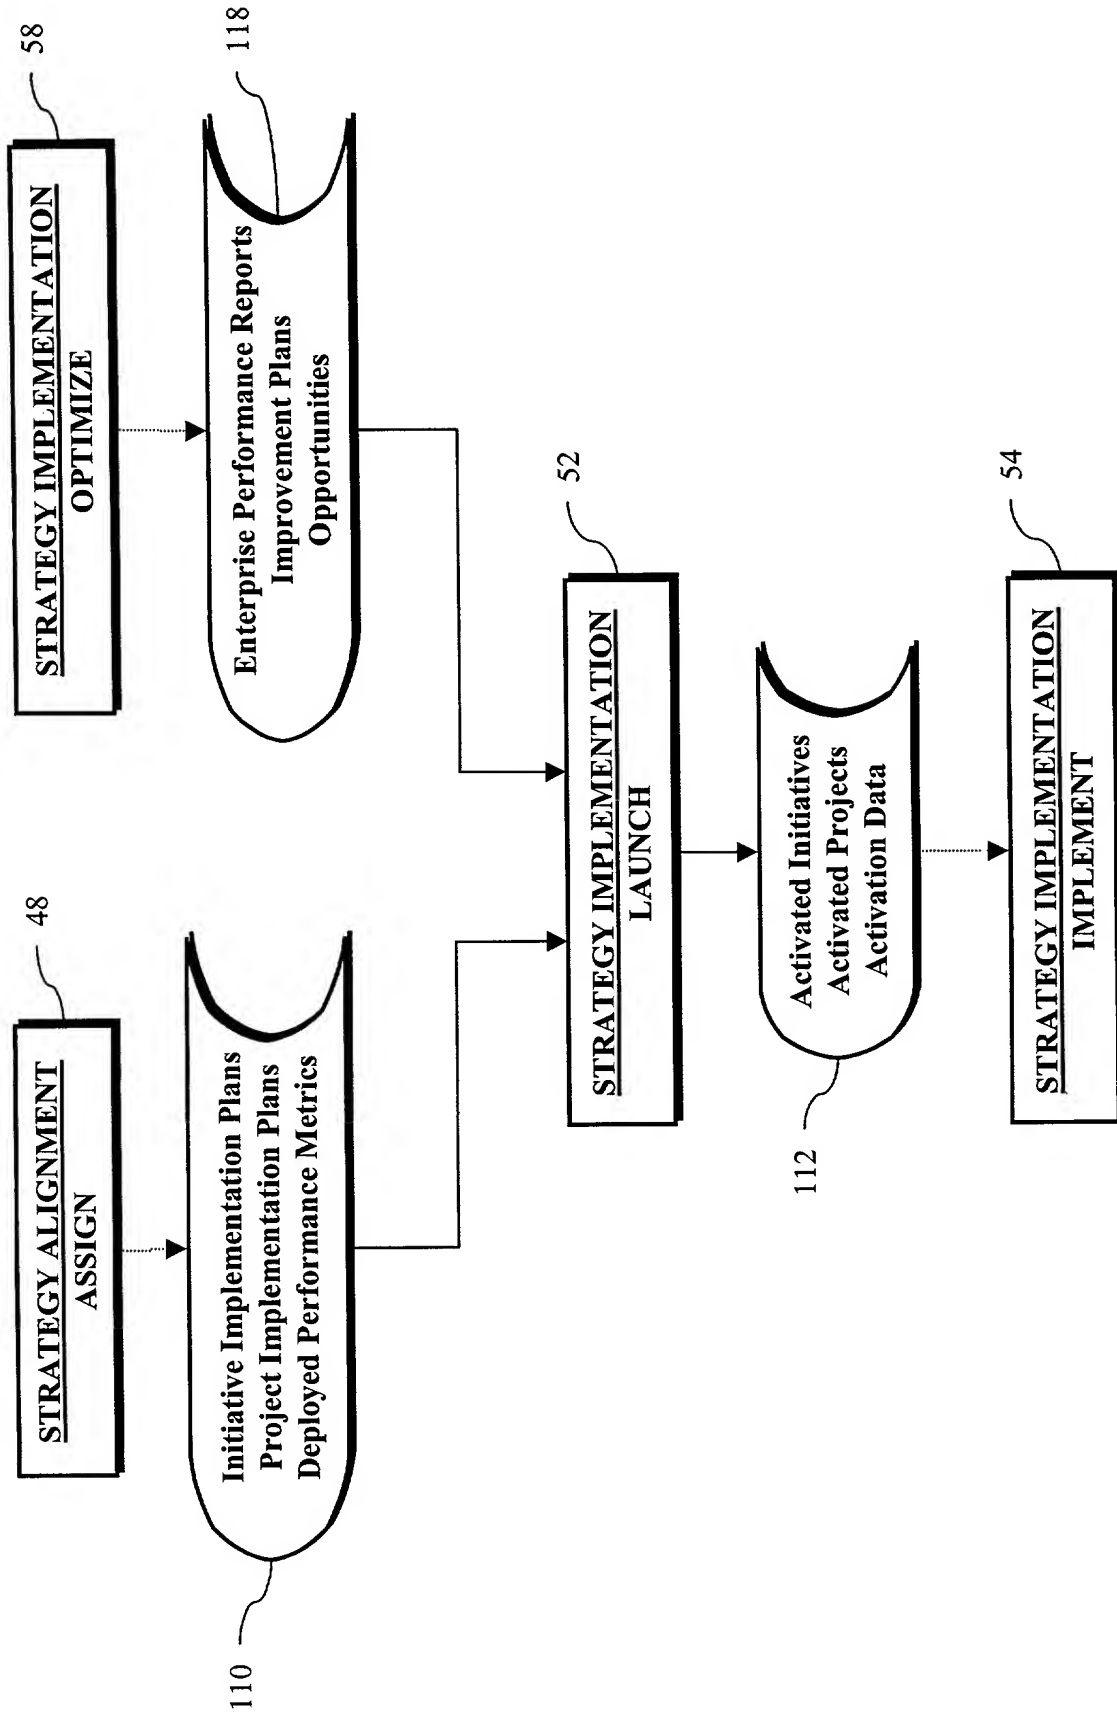 48
STRATEGY ALIGNMENT
ASSIGN
58
STRATEGY IMPLEMENTATION
OPTIMIZE
110
Initiative Implementation Plans
Project Implementation Plans
Deployed Performance Metrics
118
Enterprise Performance Reports
Improvement Plans
Opportunities
52
STRATEGY IMPLEMENTATION
LAUNCH
112
Activated Initiatives
Activated Projects
Activation Data
54
STRATEGY IMPLEMENTATION
IMPLEMENT